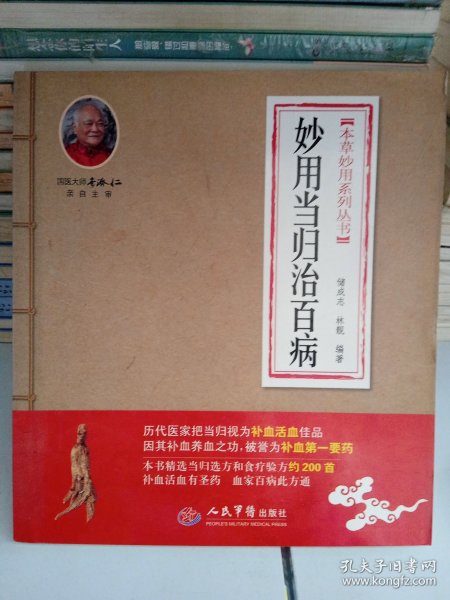 国医大师李济仁
亲自主审
【本草妙用系列丛书】
妙用当归治百病
储成志 林靓 编著
历代医家把当归视为补血活血佳品
因其补血养血之功，被誉为补血第一要药
本书精选当归选方和食疗验方约200首
补血活血有圣药 血家百病此方通
人民军医出版社
PEOPLE'S MILITARY MEDICAL PRESS
孔夫子旧书网
www.kongfz.com